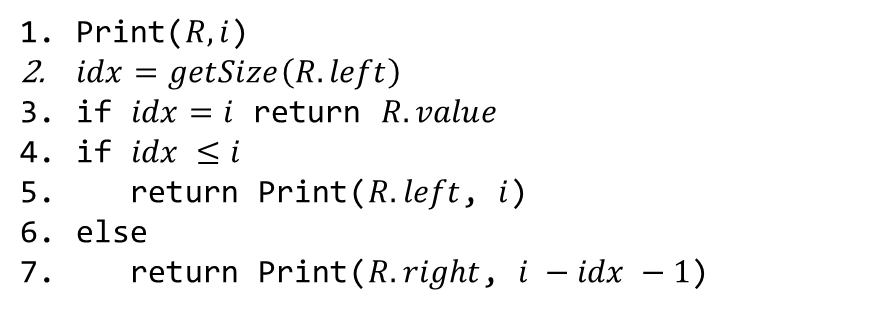 1. Print(R,i)
2. idx = getSize(R.left)
3. if idx = i return R.value
4. if idx ≤ i
5. return Print(R.left, i)
6. else
7. return Print(R.right, i − idx − 1)